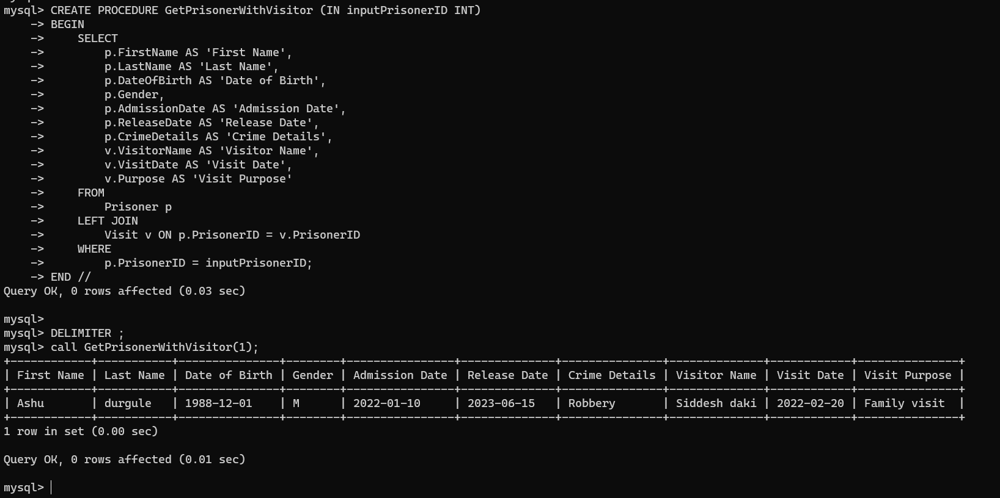 mysql> CREATE PROCEDURE GetPrisonerWithVisitor (IN inputPrisonerID INT)
    -> BEGIN
    ->     SELECT
    ->         p.FirstName AS 'First Name',
    ->         p.LastName AS 'Last Name',
    ->         p.DateOfBirth AS 'Date of Birth',
    ->         p.Gender,
    ->         p.AdmissionDate AS 'Admission Date',
    ->         p.ReleaseDate AS 'Release Date',
    ->         p.CrimeDetails AS 'Crime Details',
    ->         v.VisitorName AS 'Visitor Name',
    ->         v.VisitDate AS 'Visit Date',
    ->         v.Purpose AS 'Visit Purpose'
    ->     FROM
    ->         Prisoner p
    ->     LEFT JOIN
    ->         Visit v ON p.PrisonerID = v.PrisonerID
    ->     WHERE
    ->         p.PrisonerID = inputPrisonerID;
    -> END //
Query OK, 0 rows affected (0.03 sec)

mysql>
mysql> DELIMITER ;
mysql> call GetPrisonerWithVisitor(1);
+------------+-----------+---------------+--------+----------------+--------------+---------------+--------------+------------+---------------+
| First Name | Last Name | Date of Birth | Gender | Admission Date | Release Date | Crime Details | Visitor Name | Visit Date | Visit Purpose |
+------------+-----------+---------------+--------+----------------+--------------+---------------+--------------+------------+---------------+
| Ashu       | durgule   | 1988-12-01    | M      | 2022-01-10     | 2023-06-15   | Robbery       | Siddesh daki | 2022-02-20 | Family visit  |
+------------+-----------+---------------+--------+----------------+--------------+---------------+--------------+------------+---------------+
1 row in set (0.00 sec)

Query OK, 0 rows affected (0.01 sec)

mysql>